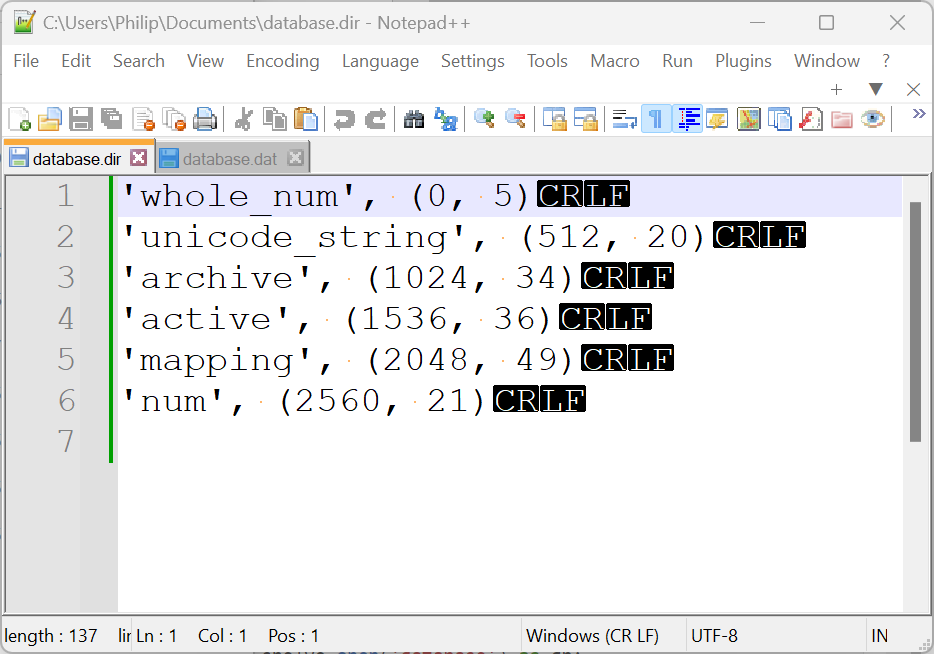 C:\Users\Philip\Documents\database.dir - Notepad++
File Edit Search View Encoding Language Settings Tools Macro Run Plugins Window ?
database.dir database.dat
1 'whole_num', (0, 5)CRLF
2 'unicode_string', (512, 20)CRLF
3 'archive', (1024, 34)CRLF
4 'active', (1536, 36)CRLF
5 'mapping', (2048, 49)CRLF
6 'num', (2560, 21)CRLF
7
length : 137 Ln : 1 Col : 1 Pos : 1 Windows (CR LF) UTF-8 IN